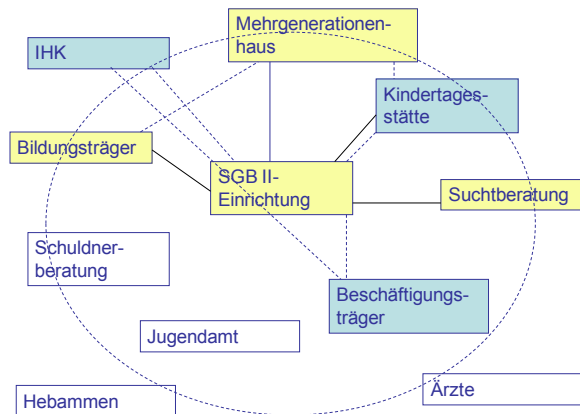 Mehrgenerationen-
haus
IHK
Kindertages-
stätte
Bildungsträger
SGB II-
Einrichtung
Suchtberatung
Schuldner-
beratung
Beschäftigungs-
träger
Jugendamt
Ärzte
Hebammen